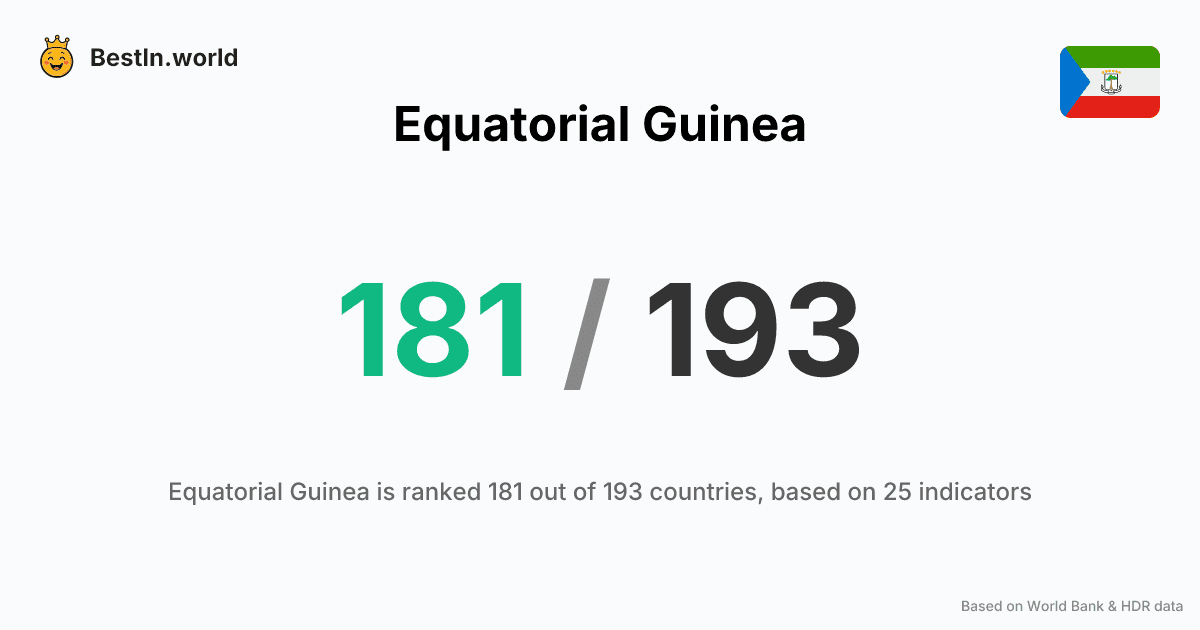 BestIn.world
Equatorial Guinea
181 / 193
Equatorial Guinea is ranked 181 out of 193 countries, based on 25 indicators
Based on World Bank & HDR data